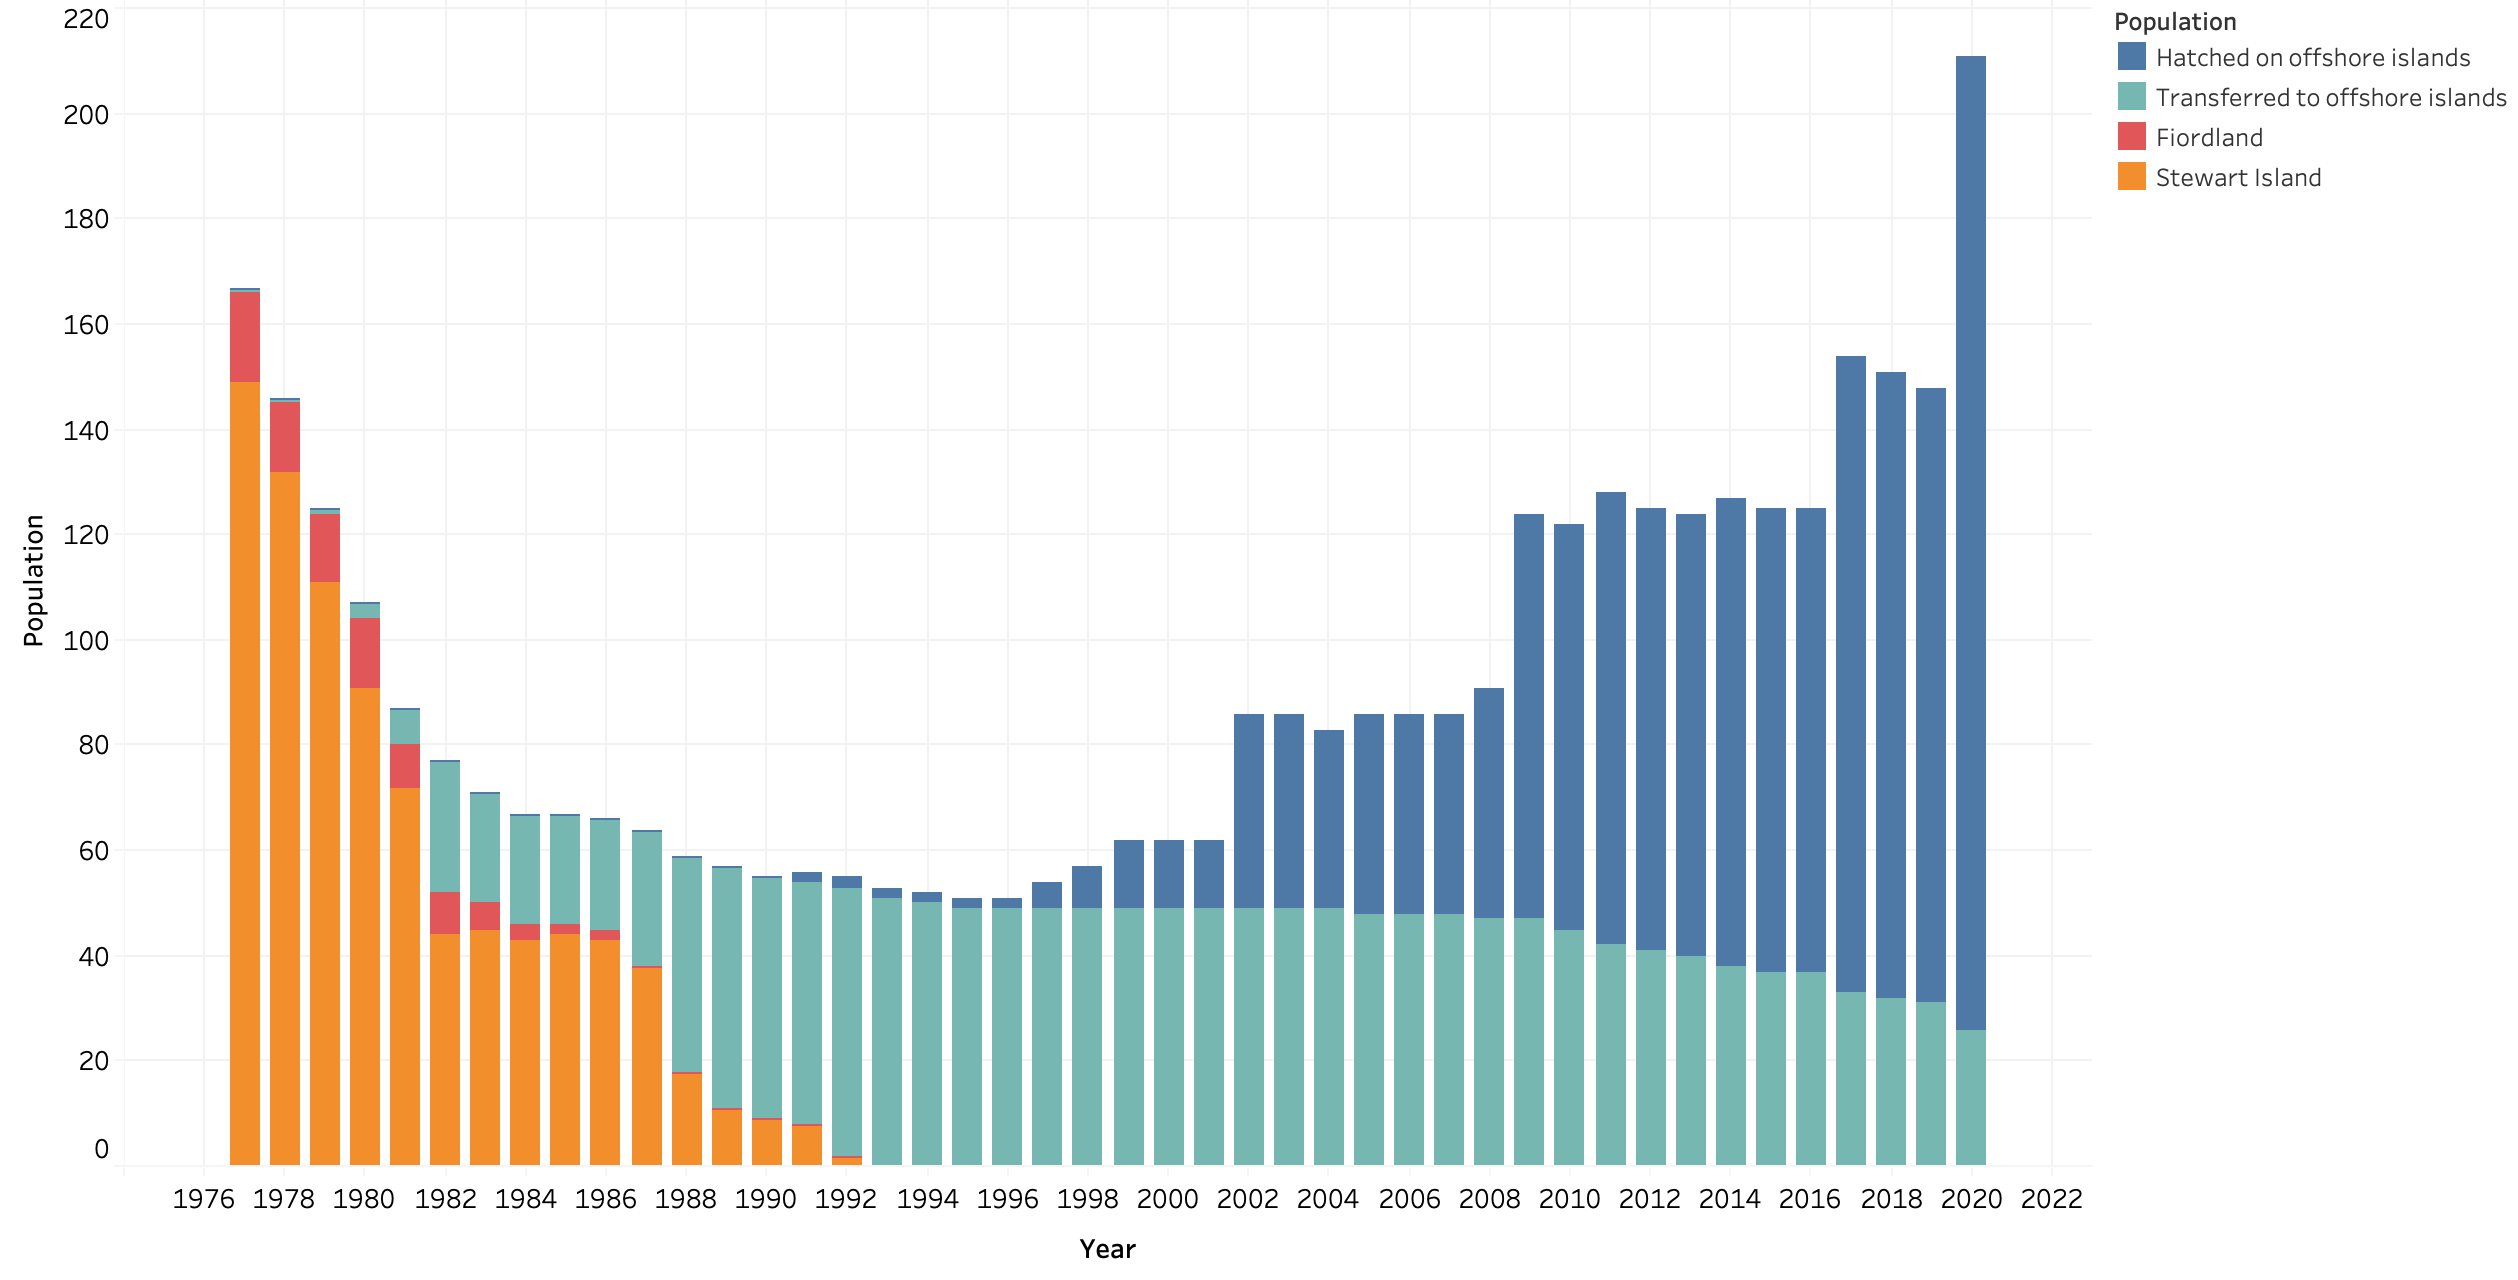 220
200
180
160
140
120
100
80
60
40
20
0
Population
1976 1978 1980 1982 1984 1986 1988 1990 1992 1994 1996 1998 2000 2002 2004 2006 2008 2010 2012 2014 2016 2018 2020 2022
Year
Population
Hatched on offshore islands
Transferred to offshore islands
Fiordland
Stewart Island